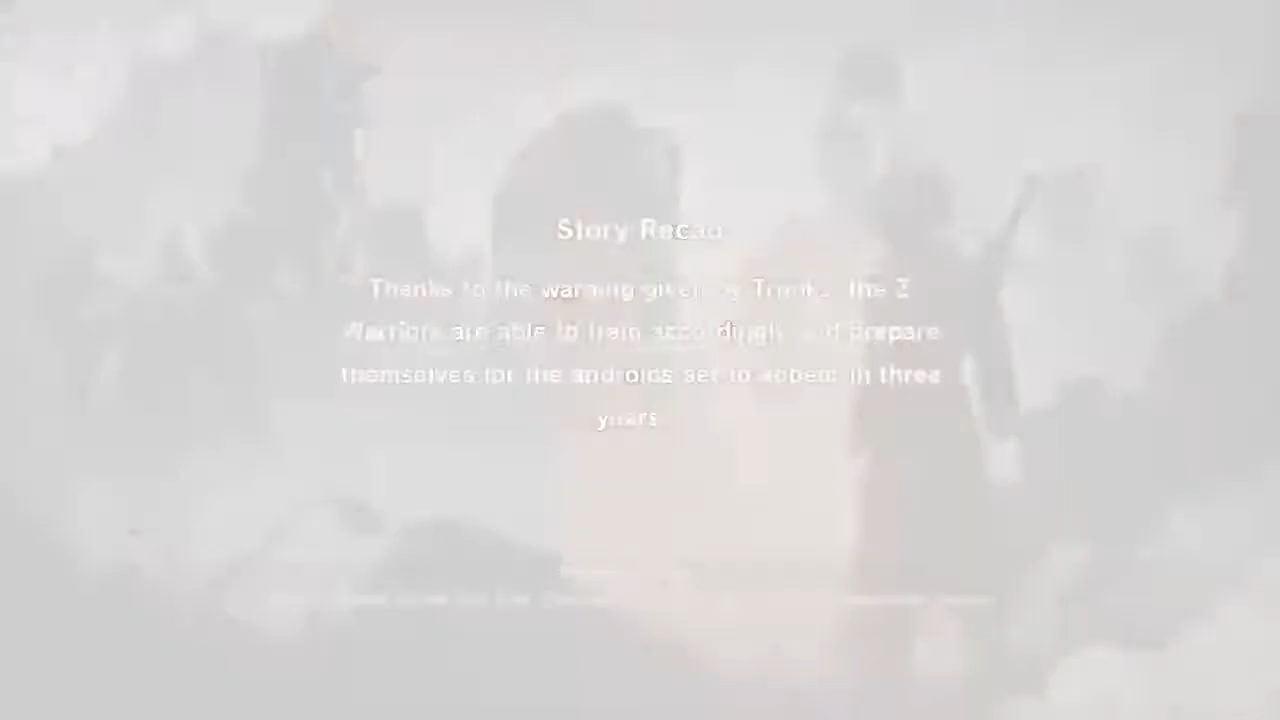 Story Recap
Thanks to the warning given by Trunks, the Z
Warriors are able to train accordingly and prepare
themselves for the androids set to appear in three
years.